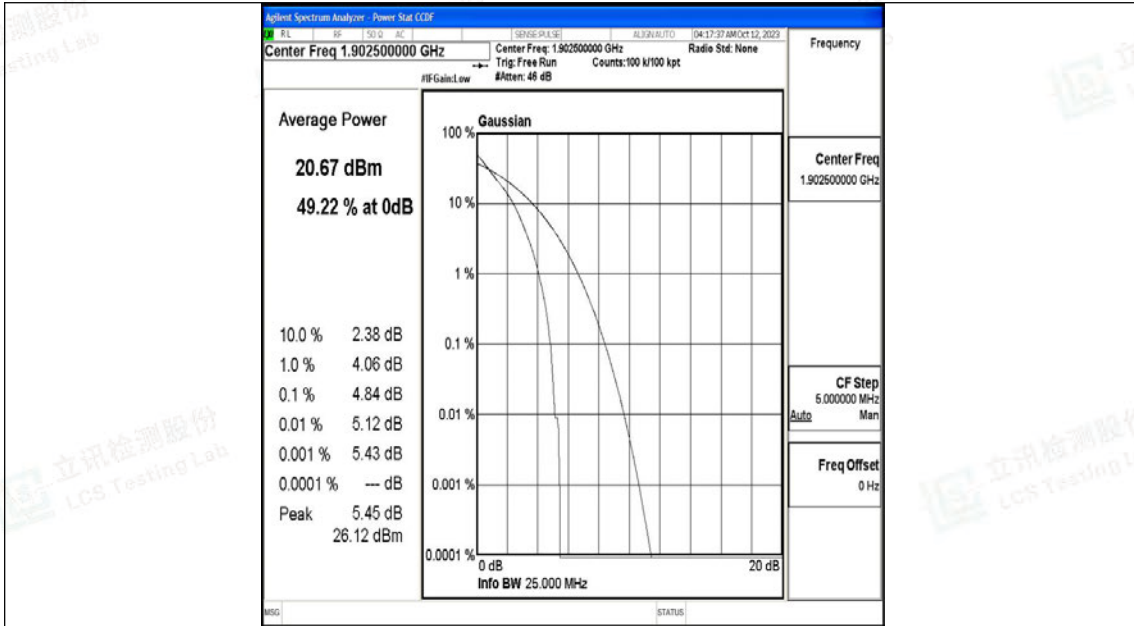 Agilent Spectrum Analyzer - Power Stat CCDF
RL RF 50 Ω AC SENSE:PULSE ALIGNAUTO 04:17:37 AM Oct 12, 2023
Center Freq 1.902500000 GHz
Center Freq: 1.902500000 GHz Radio Std: None
Trig: Free Run Counts:100 k/100 kpt
#IFGain:Low #Atten: 46 dB
Frequency
Average Power
20.67 dBm
49.22 % at 0dB
10.0 % 2.38 dB
1.0 % 4.06 dB
0.1 % 4.84 dB
0.01 % 5.12 dB
0.001 % 5.43 dB
0.0001 % --- dB
Peak 5.45 dB
26.12 dBm
Gaussian
100 %
10 %
1 %
0.1 %
0.01 %
0.001 %
0.0001 %
0 dB 20 dB
Info BW 25.000 MHz
Center Freq
1.902500000 GHz
CF Step
5.000000 MHz
Auto Man
Freq Offset
0 Hz
MSG STATUS
立讯检测股份
LCS Testing Lab